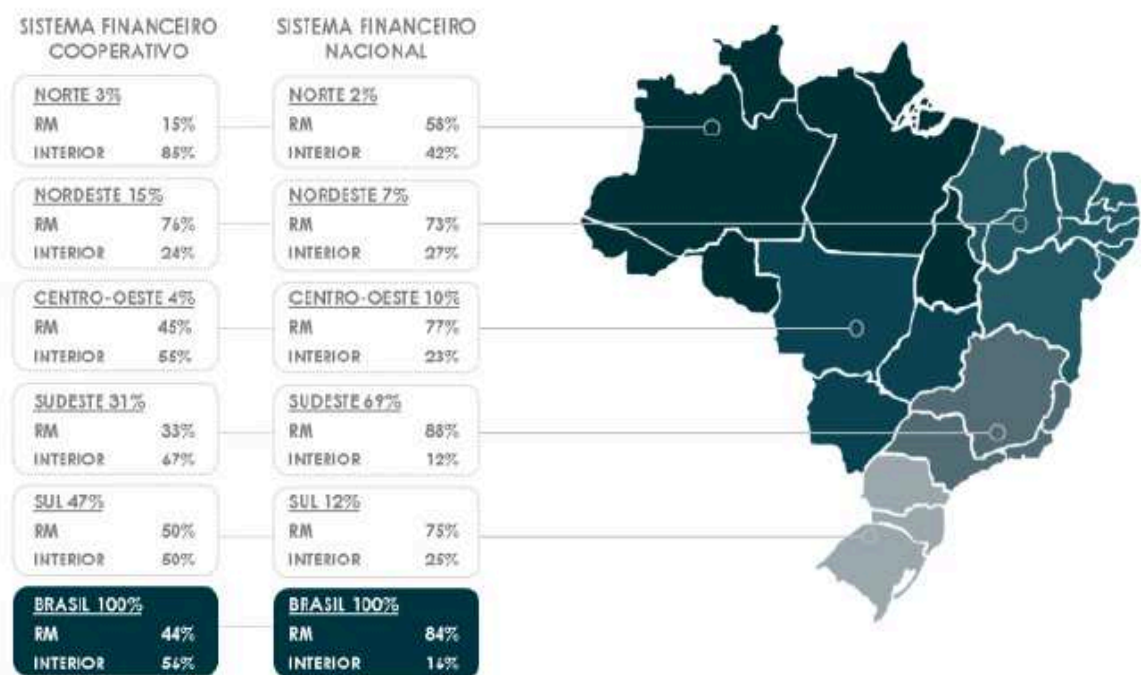 SISTEMA FINANCEIRO
COOPERATIVO
NORTE 3%
RM 15%
INTERIOR 85%
NORDESTE 15%
RM 76%
INTERIOR 24%
CENTRO-OESTE 4%
RM 45%
INTERIOR 55%
SUDESTE 31%
RM 33%
INTERIOR 67%
SUL 47%
RM 50%
INTERIOR 50%
BRASIL 100%
RM 44%
INTERIOR 56%
SISTEMA FINANCEIRO
NACIONAL
NORTE 2%
RM 58%
INTERIOR 42%
NORDESTE 7%
RM 73%
INTERIOR 27%
CENTRO-OESTE 10%
RM 77%
INTERIOR 23%
SUDESTE 69%
RM 88%
INTERIOR 12%
SUL 12%
RM 75%
INTERIOR 25%
BRASIL 100%
RM 84%
INTERIOR 16%